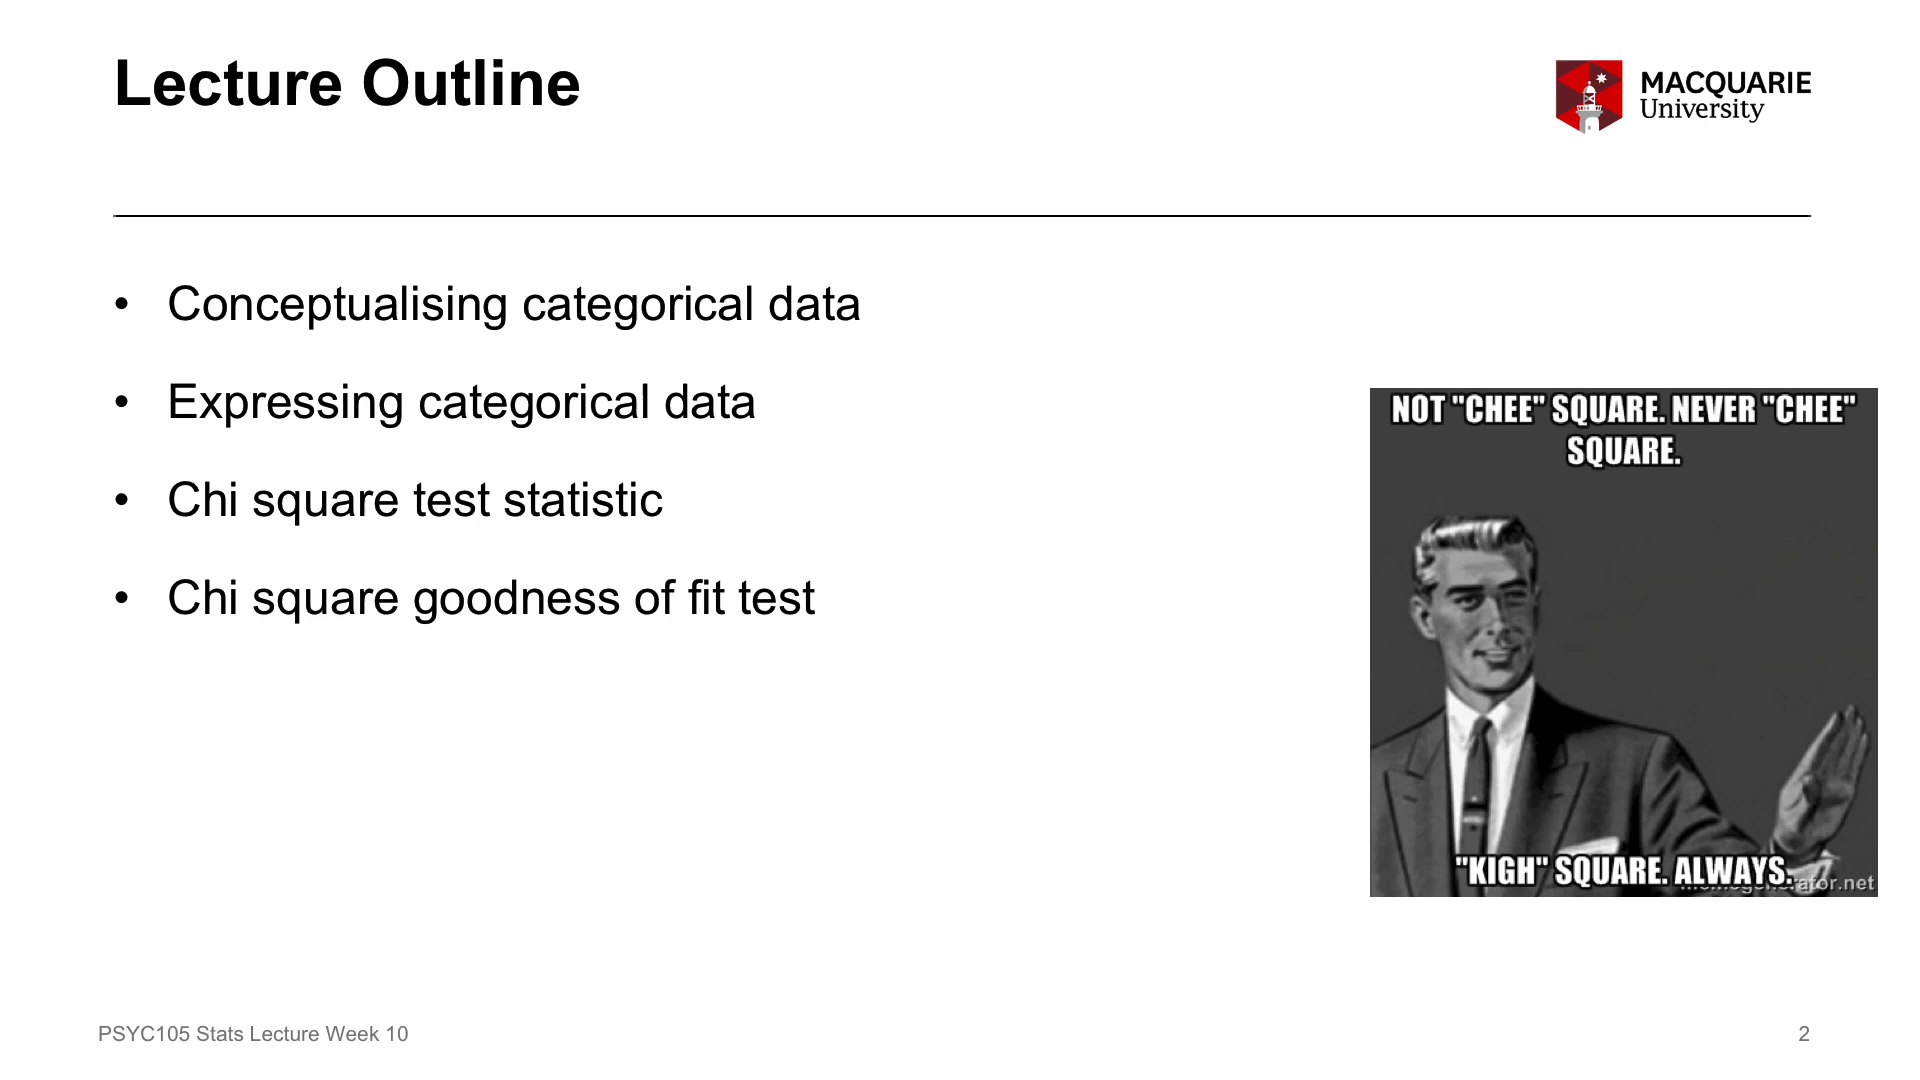 Lecture Outline
MACQUARIE
University
• Conceptualising categorical data
• Expressing categorical data
• Chi square test statistic
• Chi square goodness of fit test
NOT "CHEE" SQUARE. NEVER "CHEE"
SQUARE.
"KIGH" SQUARE. ALWAYS.
PSYC105 Stats Lecture Week 10
2